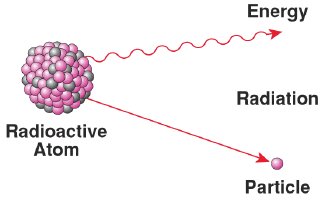 Energy
Radiation
Radioactive
Atom
Particle